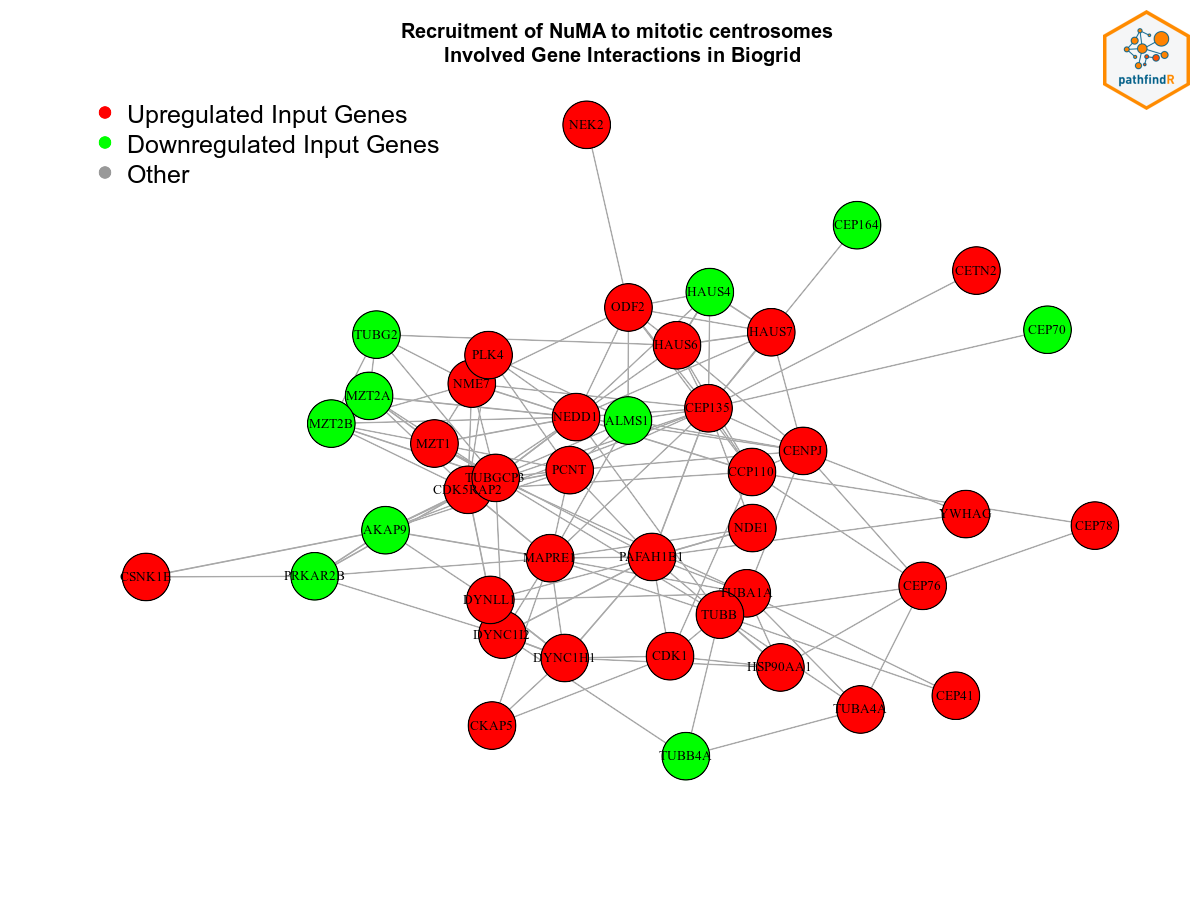 Recruitment of NuMA to mitotic centrosomes
Involved Gene Interactions in Biogrid
pathfindR
Upregulated Input Genes
Downregulated Input Genes
Other
NEK2
CEP164
CETN2
HAUS4
ODF2
CEP70
HAUS7
TUBG2
HAUS6
PLK4
NME7
MZT2A
CEP135
NEDD1
ALMS1
MZT2B
MZT1
CENPJ
PCNT
CCP110
TUBGCP3
CDK5RAP2
YWHAG
CEP78
NDE1
AKAP9
MAPRE1
PAFAH1B1
CSNK1E
PRKAR2B
CEP76
TUBA1A
DYNLL1
TUBB
DYNC1I2
DYNC1H1
CDK1
HSP90AA1
CEP41
TUBA4A
CKAP5
TUBB4A